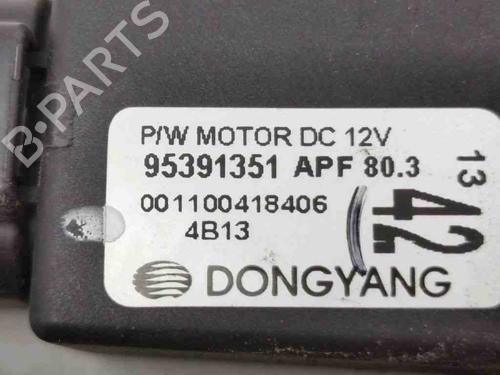 P/W MOTOR DC 12V
95391351 APF 80.3
001100418406
4B13
13
42
DONGYANG
B-PARTS